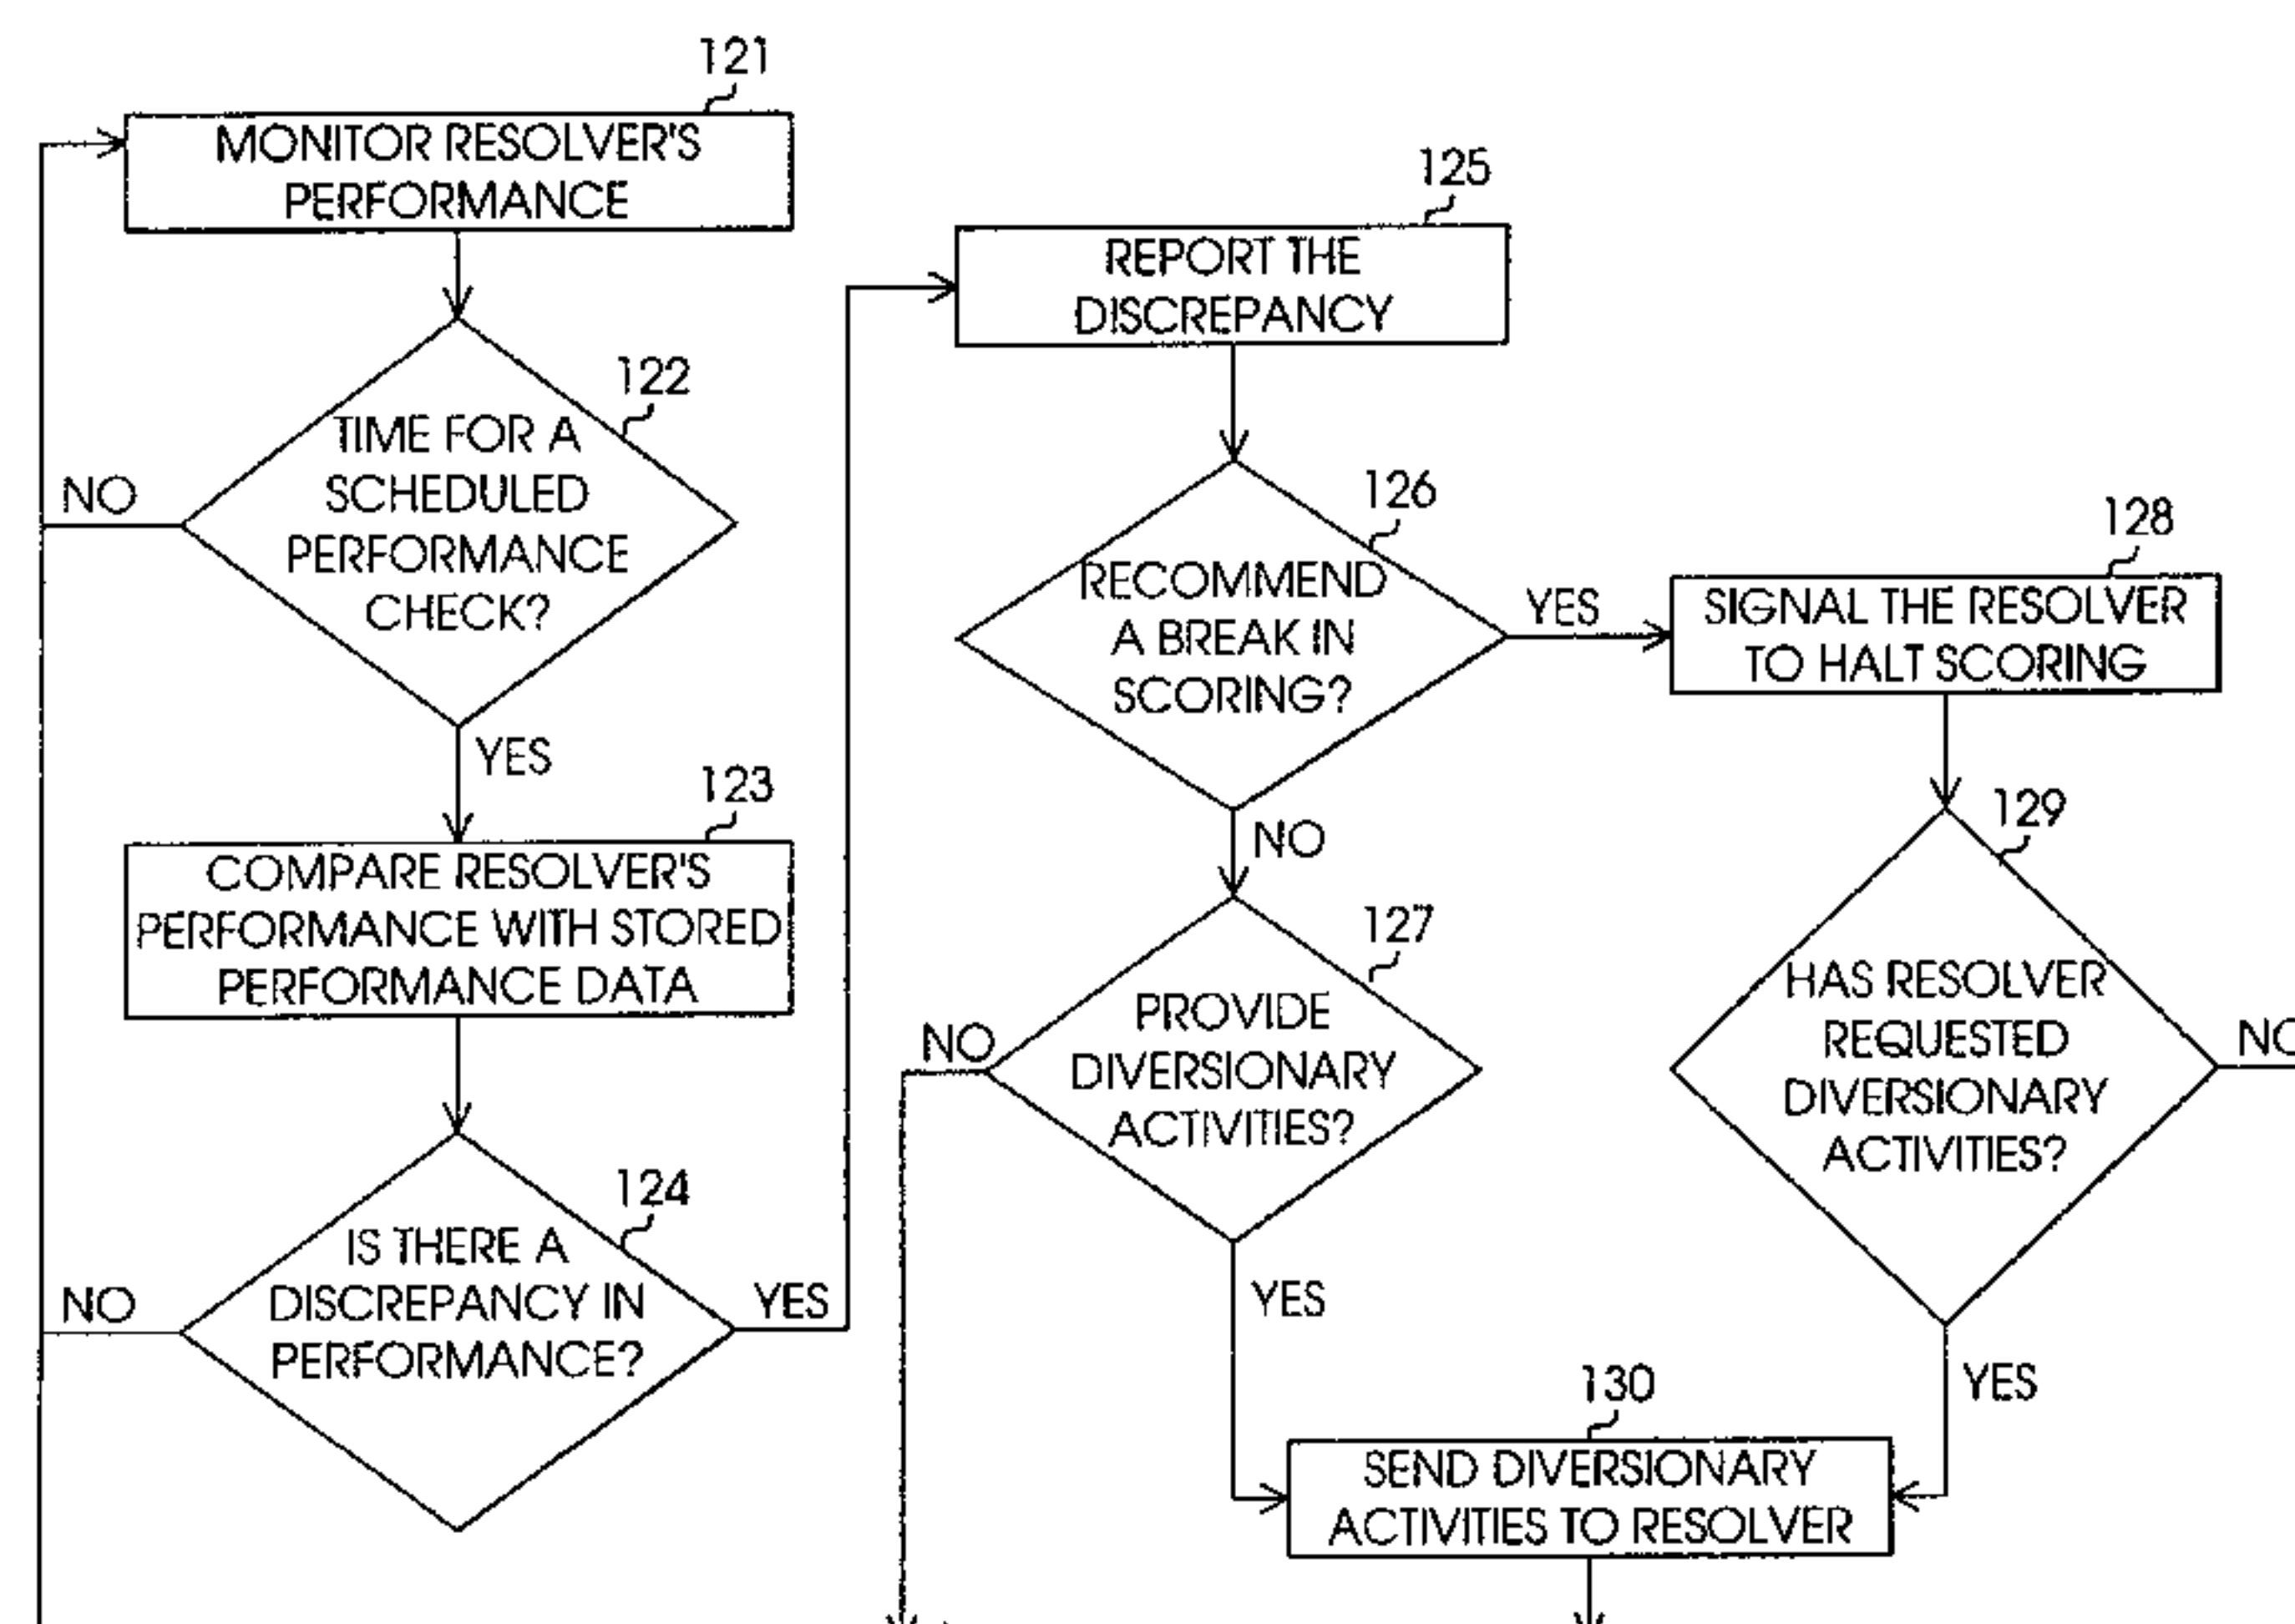 121
MONITOR RESOLVER'S
PERFORMANCE
122
TIME FOR A
SCHEDULED
PERFORMANCE
CHECK?
NO
YES
123
COMPARE RESOLVER'S
PERFORMANCE WITH STORED
PERFORMANCE DATA
124
IS THERE A
DISCREPANCY IN
PERFORMANCE?
NO
YES
125
REPORT THE
DISCREPANCY
126
RECOMMEND
A BREAK IN
SCORING?
YES
NO
127
PROVIDE
DIVERSIONARY
ACTIVITIES?
NO
YES
128
SIGNAL THE RESOLVER
TO HALT SCORING
129
HAS RESOLVER
REQUESTED
DIVERSIONARY
ACTIVITIES?
NO
YES
130
SEND DIVERSIONARY
ACTIVITIES TO RESOLVER